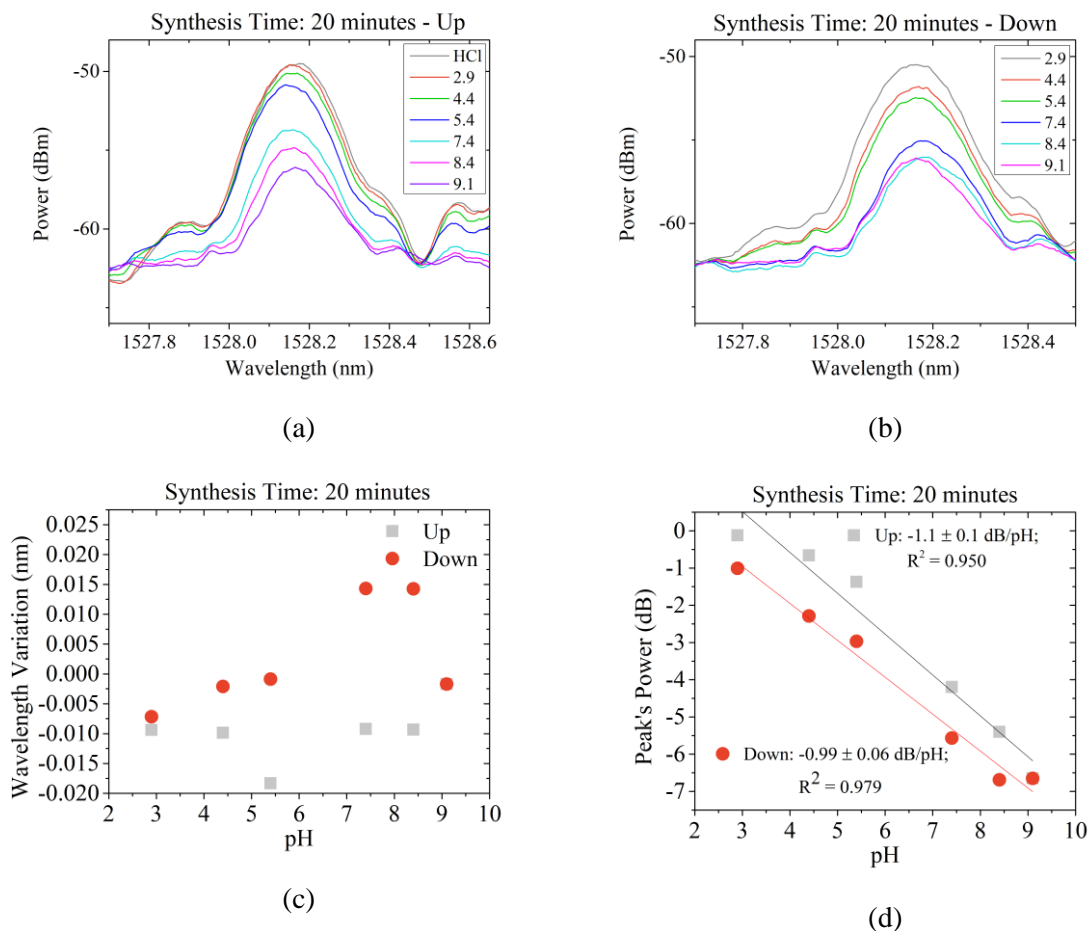 Synthesis Time: 20 minutes - Up
Power (dBm)
-50
-60
1527.8 1528.0 1528.2 1528.4 1528.6
Wavelength (nm)
HCl
2.9
4.4
5.4
7.4
8.4
9.1
(a)
Synthesis Time: 20 minutes - Down
Power (dBm)
-50
-60
1527.8 1528.0 1528.2 1528.4
Wavelength (nm)
2.9
4.4
5.4
7.4
8.4
9.1
(b)
Synthesis Time: 20 minutes
Wavelength Variation (nm)
0.025
0.020
0.015
0.010
0.005
0.000
-0.005
-0.010
-0.015
-0.020
2 3 4 5 6 7 8 9 10
pH
Up
Down
(c)
Synthesis Time: 20 minutes
Peak's Power (dB)
0
-1
-2
-3
-4
-5
-6
-7
2 3 4 5 6 7 8 9 10
pH
Up: -1.1 ± 0.1 dB/pH;
R² = 0.950
Down: -0.99 ± 0.06 dB/pH;
R² = 0.979
(d)